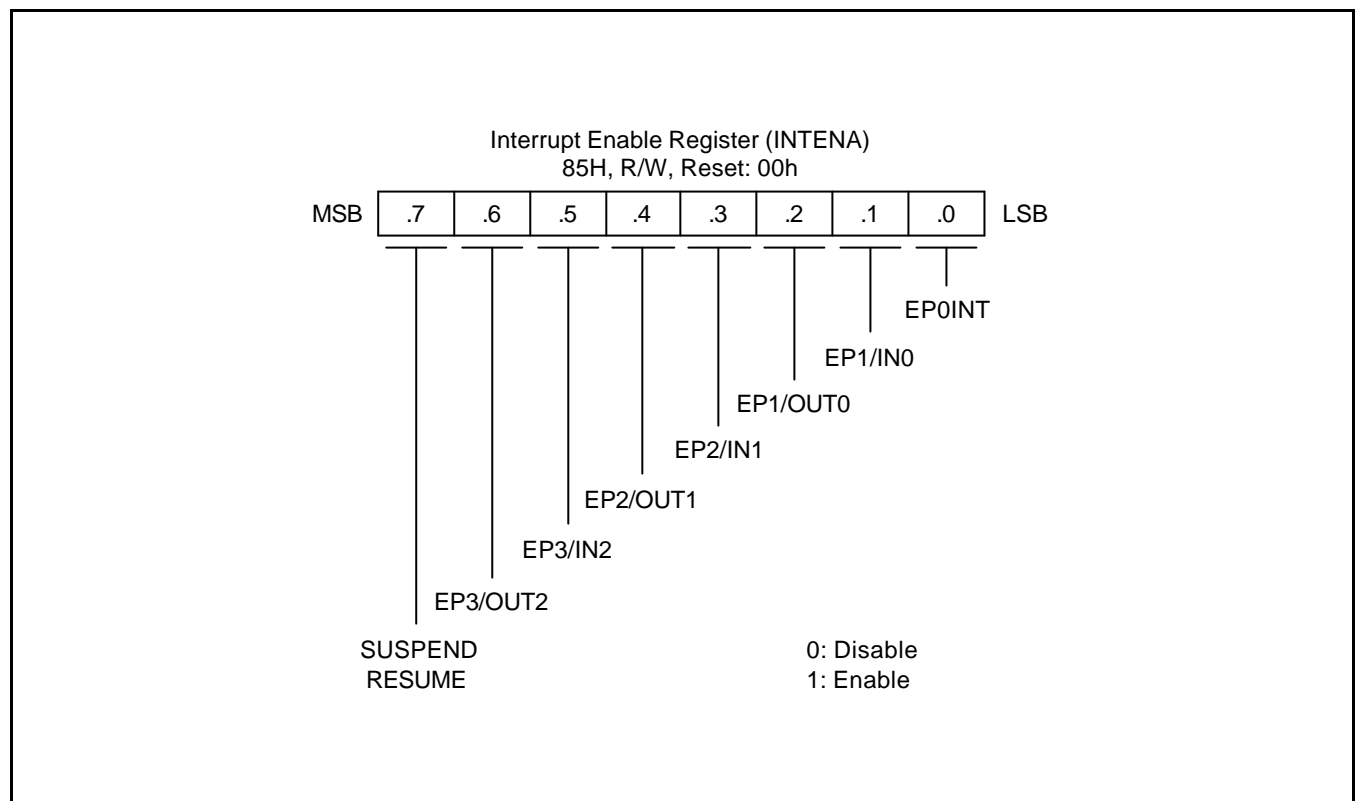 Interrupt Enable Register (INTENA)
85H, R/W, Reset: 00h
MSB .7 .6 .5 .4 .3 .2 .1 .0 LSB
EP0INT
EP1/IN0
EP1/OUT0
EP2/IN1
EP2/OUT1
EP3/IN2
EP3/OUT2
SUSPEND
RESUME
0: Disable
1: Enable